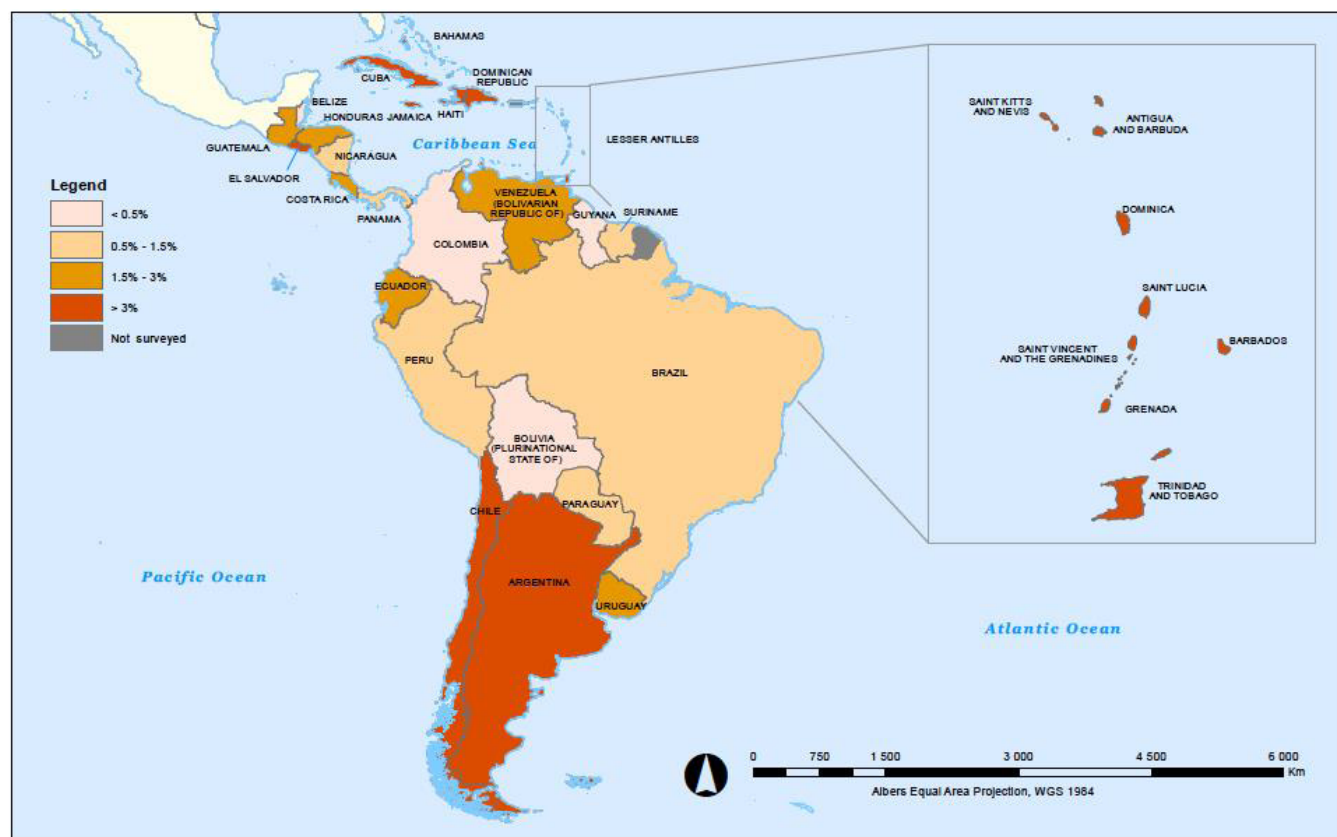 BAHAMAS
CUBA
DOMINICAN
REPUBLIC
BELIZE
HONDURAS
JAMAICA
HAITI
GUATEMALA
NICARAGUA
Caribbean Sea
LESSER ANTILLES
EL SALVADOR
COSTA RICA
PANAMA
VENEZUELA
(BOLIVARIAN
REPUBLIC OF)
GUYANA
SURINAME
COLOMBIA
ECUADOR
PERU
BRAZIL
BOLIVIA
(PLURINATIONAL
STATE OF)
PARAGUAY
CHILE
ARGENTINA
URUGUAY
Pacific Ocean
Atlantic Ocean
Legend
< 0.5%
0.5% - 1.5%
1.5% - 3%
> 3%
Not surveyed
SAINT KITTS
AND NEVIS
ANTIGUA
AND BARBUDA
DOMINICA
SAINT LUCIA
SAINT VINCENT
AND THE GRENADINES
BARBADOS
GRENADA
TRINIDAD
AND TOBAGO
0 750 1 500 3 000 4 500 6 000
Km
Albers Equal Area Projection, WGS 1984